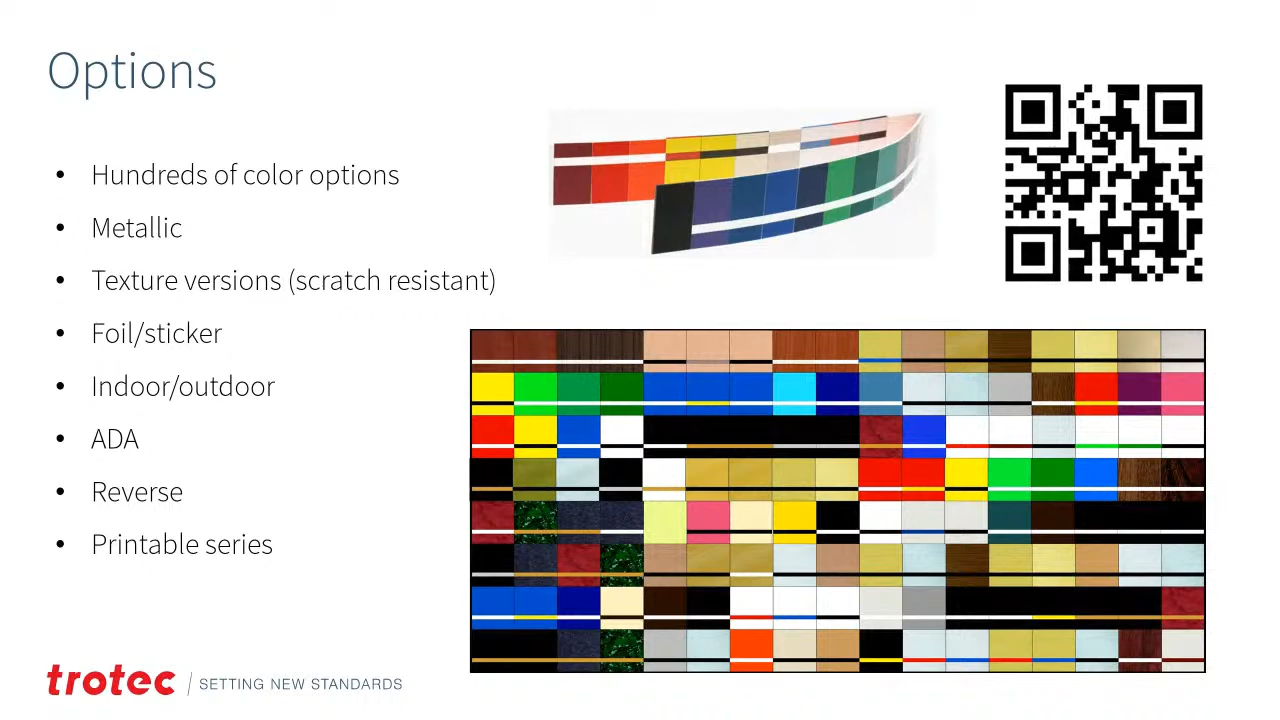 Options
• Hundreds of color options
• Metallic
• Texture versions (scratch resistant)
• Foil/sticker
• Indoor/outdoor
• ADA
• Reverse
• Printable series
trotec / SETTING NEW STANDARDS